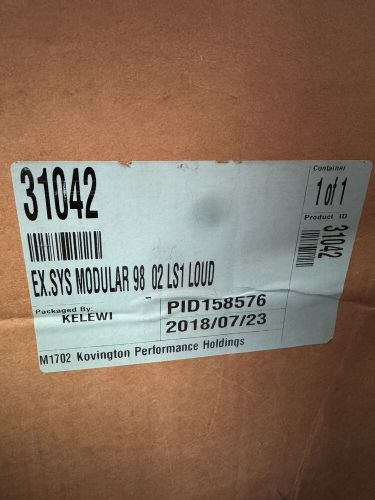 31042
EX.SYS MODULAR 98 02 LS1 LOUD
Packaged By:
KELEWI
PID158576
2018/07/23
M1702 Kovington Performance Holdings
Container
1 of 1
Product ID
31042